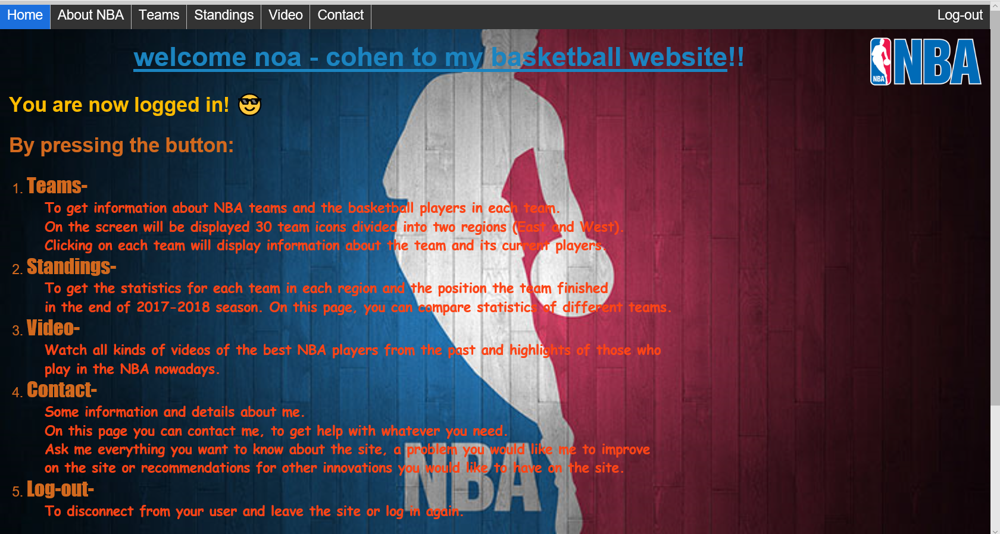 Home About NBA Teams Standings Video Contact Log-out
welcome noa - cohen to my basketball website!!
NBA NBA
You are now logged in! 😎
By pressing the button:
1. Teams-
To get information about NBA teams and the basketball players in each team.
On the screen will be displayed 30 team icons divided into two regions (East and West).
Clicking on each team will display information about the team and its current players.
2. Standings-
To get the statistics for each team in each region and the position the team finished
in the end of 2017-2018 season. On this page, you can compare statistics of different teams.
3. Video-
Watch all kinds of videos of the best NBA players from the past and highlights of those who
play in the NBA nowadays.
4. Contact-
Some information and details about me.
On this page you can contact me, to get help with whatever you need.
Ask me everything you want to know about the site, a problem you would like me to improve
on the site or recommendations for other innovations you would like to have on the site.
NBA
5. Log-out-
To disconnect from your user and leave the site or log in again.